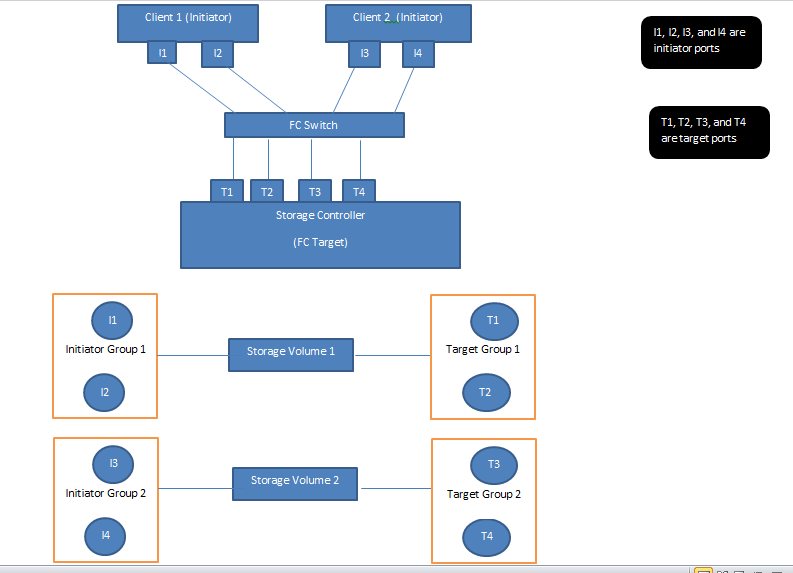 Client 1 (Initiator)
Client 2 (Initiator)
I1
I2
I3
I4
I1, I2, I3, and I4 are
initiator ports
FC Switch
T1, T2, T3, and T4
are target ports
T1
T2
T3
T4
Storage Controller
(FC Target)
I1
Initiator Group 1
I2
Storage Volume 1
T1
Target Group 1
T2
I3
Initiator Group 2
I4
Storage Volume 2
T3
Target Group 2
T4